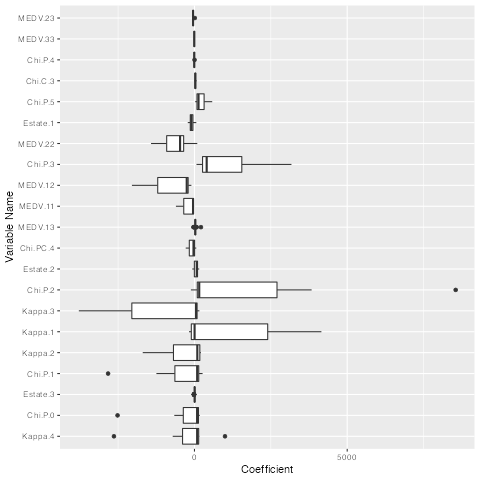 MEDV.23
MEDV.33
Chi.P.4
Chi.C.3
Chi.P.5
Estate.1
MEDV.22
Chi.P.3
MEDV.12
MEDV.11
MEDV.13
Chi.PC.4
Estate.2
Chi.P.2
Kappa.3
Kappa.1
Kappa.2
Chi.P.1
Estate.3
Chi.P.0
Kappa.4
Variable Name
0 5000
Coefficient